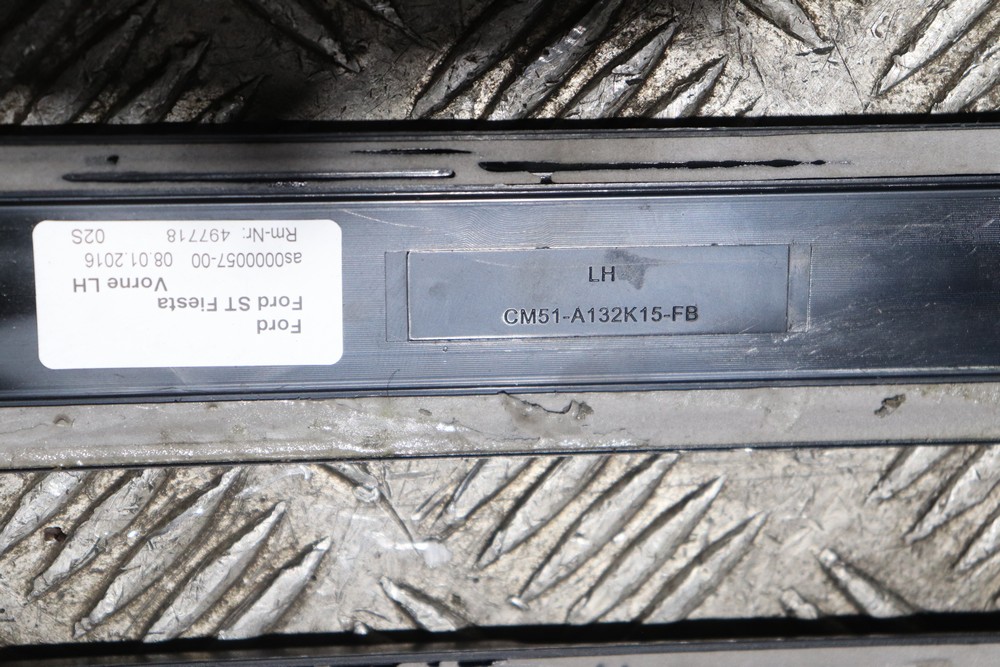 Ford
Ford ST Fiesta
Vorne LH
as0000057-00 08.01.2016
Rm-Nr: 497718 02S
LH
CM51-A132K15-FB